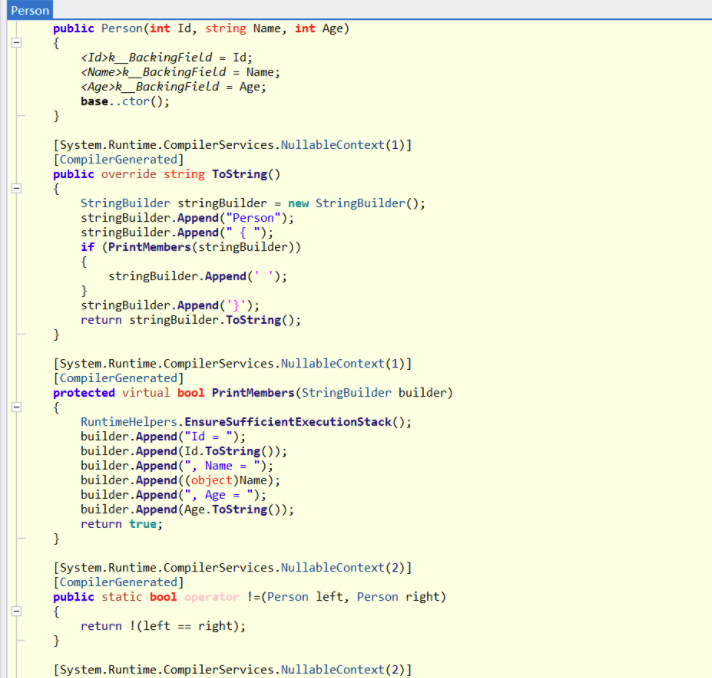 Person
public Person(int Id, string Name, int Age)
{
<Id>k__BackingField = Id;
<Name>k__BackingField = Name;
<Age>k__BackingField = Age;
base..ctor();
}
[System.Runtime.CompilerServices.NullableContext(1)]
[CompilerGenerated]
public override string ToString()
{
StringBuilder stringBuilder = new StringBuilder();
stringBuilder.Append("Person");
stringBuilder.Append(" { ");
if (PrintMembers(stringBuilder))
{
stringBuilder.Append(' ');
}
stringBuilder.Append('}');
return stringBuilder.ToString();
}
[System.Runtime.CompilerServices.NullableContext(1)]
[CompilerGenerated]
protected virtual bool PrintMembers(StringBuilder builder)
{
RuntimeHelpers.EnsureSufficientExecutionStack();
builder.Append("Id = ");
builder.Append(Id.ToString());
builder.Append(", Name = ");
builder.Append((object)Name);
builder.Append(", Age = ");
builder.Append(Age.ToString());
return true;
}
[System.Runtime.CompilerServices.NullableContext(2)]
[CompilerGenerated]
public static bool operator !=(Person left, Person right)
{
return !(left == right);
}
[System.Runtime.CompilerServices.NullableContext(2)]